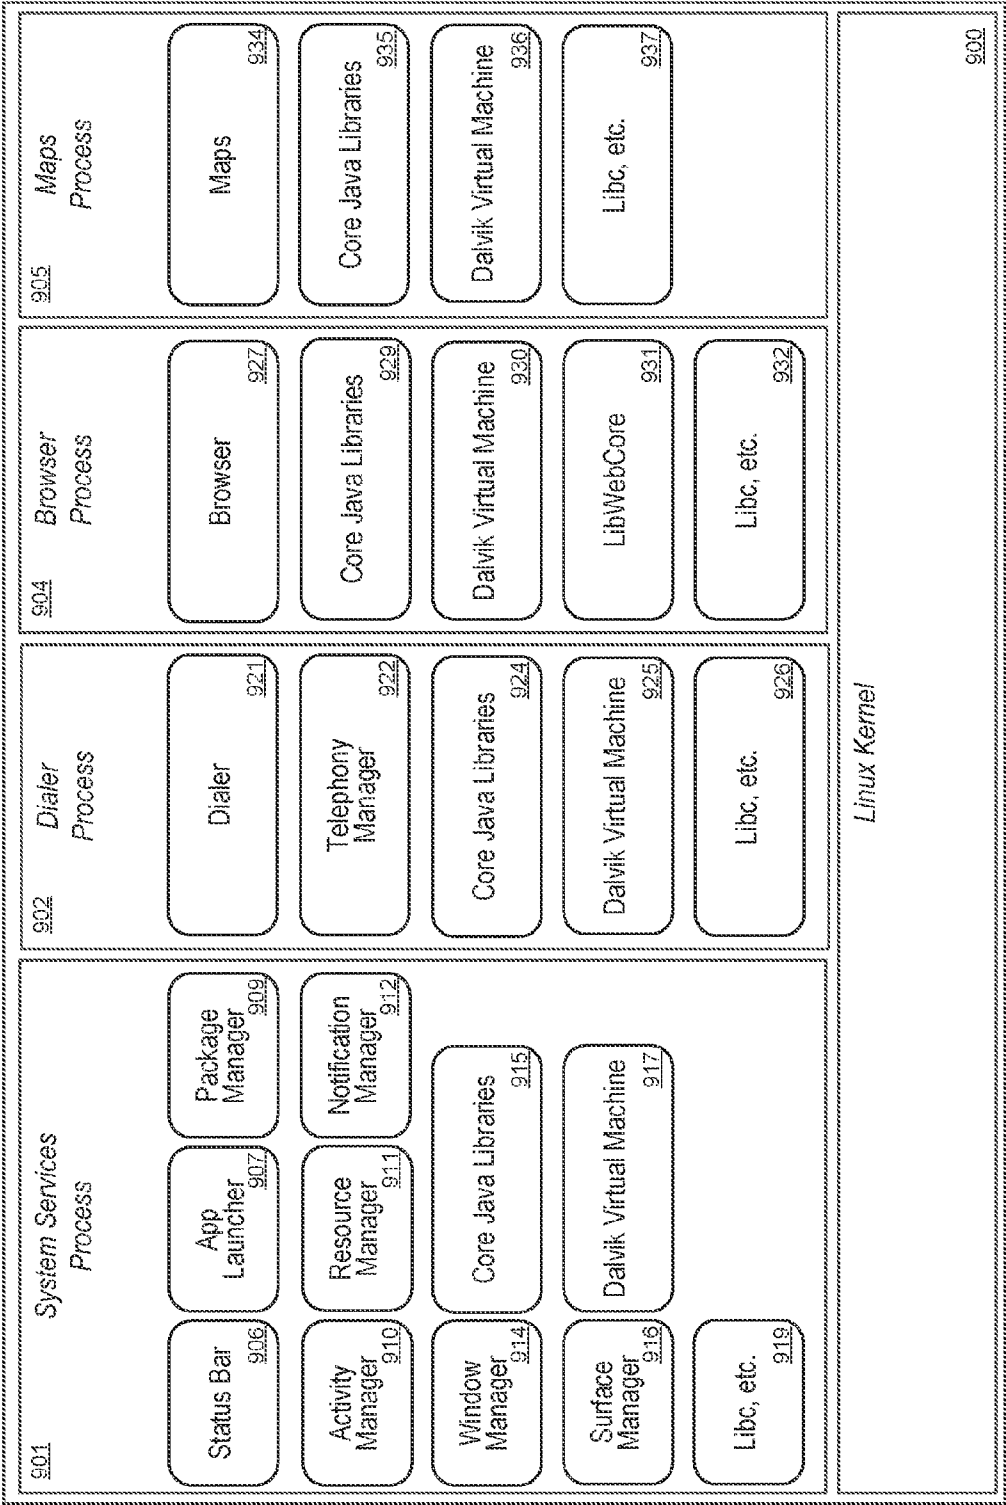 901
System Services
Process
Status Bar
906
App
Launcher
907
Package
Manager
909
Activity
Manager
910
Resource
Manager
911
Notification
Manager
912
Window
Manager
914
Core Java Libraries
915
Surface
Manager
916
Dalvik Virtual Machine
917
Libc, etc.
919
902
Dialer
Process
Dialer
921
Telephony
Manager
922
Core Java Libraries
924
Dalvik Virtual Machine
925
Libc, etc.
926
904
Browser
Process
Browser
927
Core Java Libraries
929
Dalvik Virtual Machine
930
LibWebCore
931
Libc, etc.
932
905
Maps
Process
Maps
934
Core Java Libraries
935
Dalvik Virtual Machine
936
Libc, etc.
937
Linux Kernel
900